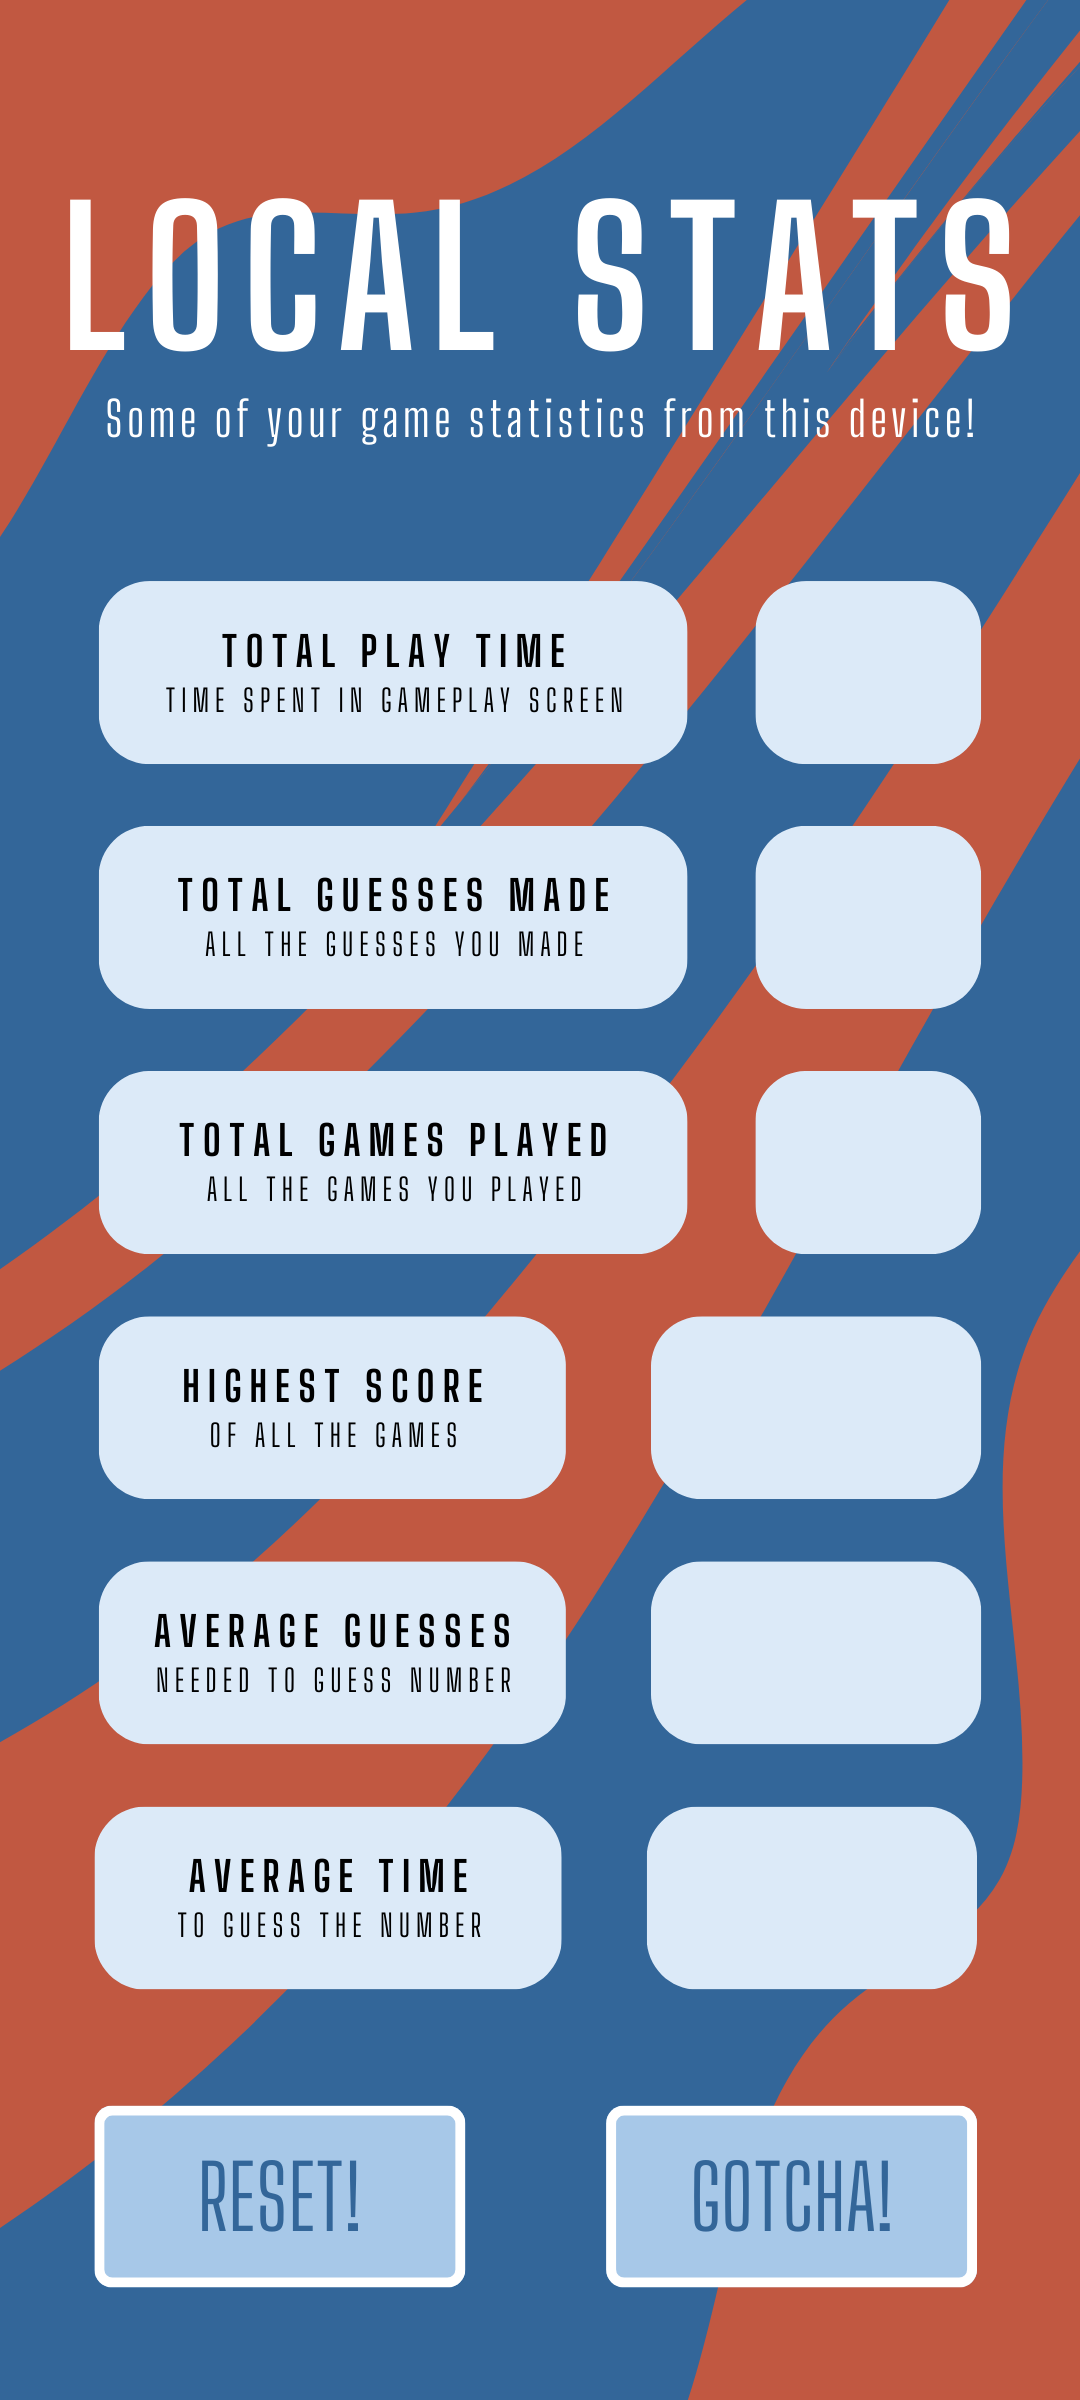 LOCAL STATS
Some of your game statistics from this device!
TOTAL PLAY TIME
TIME SPENT IN GAMEPLAY SCREEN
TOTAL GUESSES MADE
ALL THE GUESSES YOU MADE
TOTAL GAMES PLAYED
ALL THE GAMES YOU PLAYED
HIGHEST SCORE
OF ALL THE GAMES
AVERAGE GUESSES
NEEDED TO GUESS NUMBER
AVERAGE TIME
TO GUESS THE NUMBER
RESET!
GOTCHA!